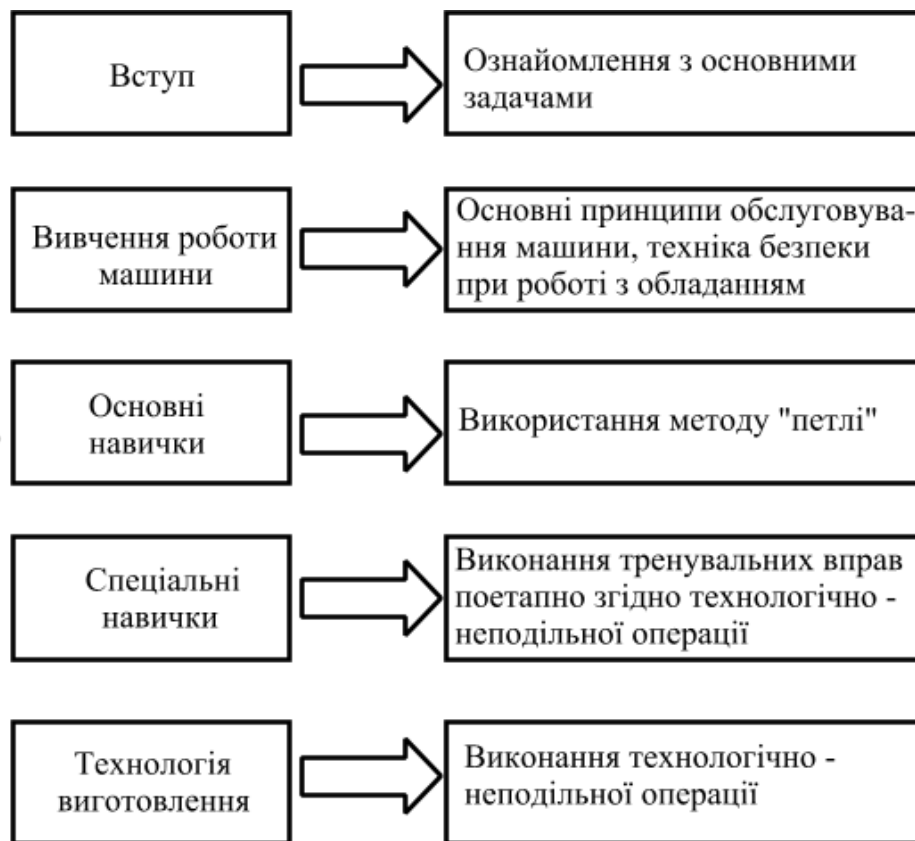 Вступ
Ознайомлення з основними
задачами
Вивчення роботи
машини
Основні принципи обслуговува-
ння машини, техніка безпеки
при роботі з обладанням
Основні
навички
Використання методу "петлі"
Спеціальні
навички
Виконання тренувальних вправ
поетапно згідно технологічно -
неподільної операції
Технологія
виготовлення
Виконання технологічно -
неподільної операції